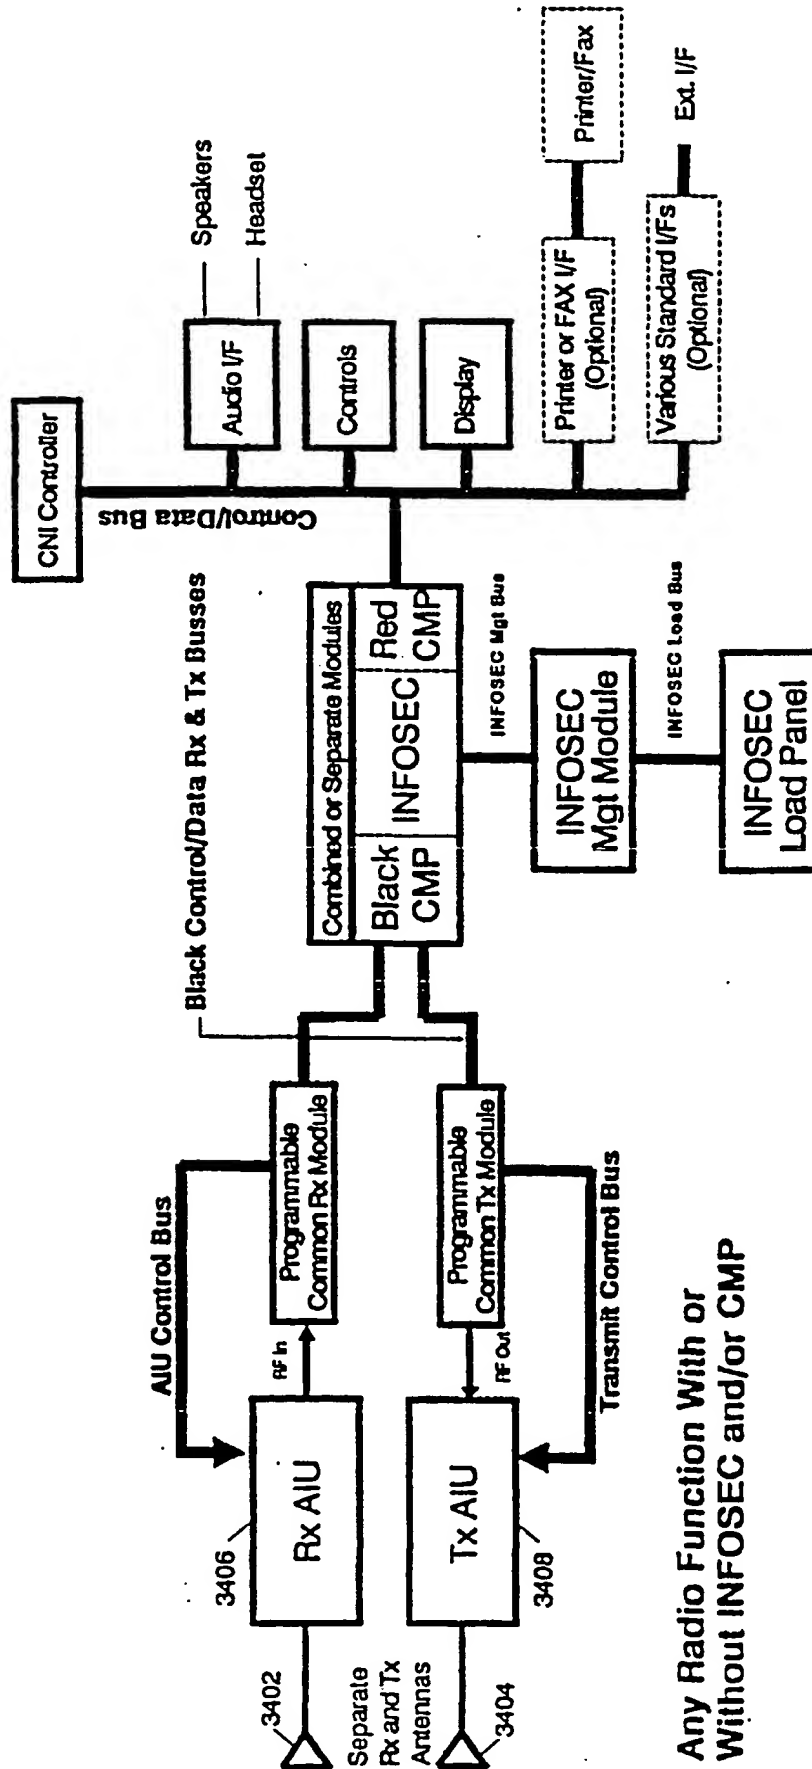 3402
Separate
Rx and Tx
Antennas
3404
3406
Rx AIU
Tx AIU
3408
AIU Control Bus
RF In
RF Out
Transmit Control Bus
Programmable
Common Rx Module
Programmable
Common Tx Module
Black Control/Data Rx & Tx Busses
Combined or Separate Modules
Black
CMP
INFOSEC
Red
CMP
INFOSEC Mgt Bus
INFOSEC
Mgt Module
INFOSEC Load Bus
INFOSEC
Load Panel
CNI Controller
Control/Data Bus
Audio I/F
Speakers
Headset
Controls
Display
Printer or FAX I/F
(Optional)
Printer/Fax
Various Standard I/Fs
(Optional)
Ext. I/F
Any Radio Function With or
Without INFOSEC and/or CMP